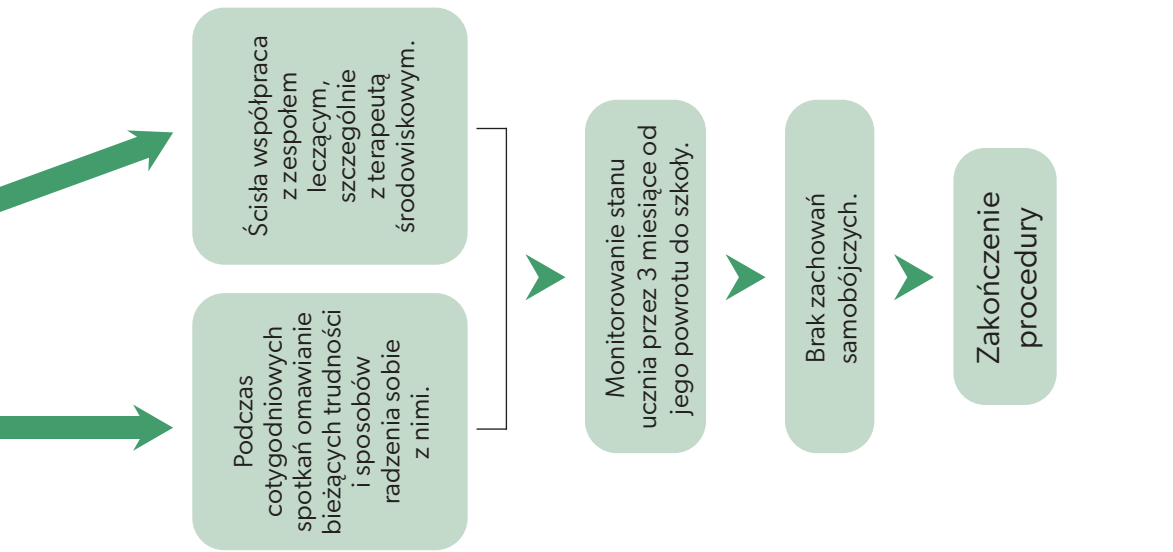 Podczas
cotygodniowych
spotkań omawianie
bieżących trudności
i sposobów
radzenia sobie
z nimi.
Ścisła współpraca
z zespołem
leczącym,
szczególnie
z terapeutą
środowiskowym.
Monitorowanie stanu
ucznia przez 3 miesiące od
jego powrotu do szkoły.
Brak zachowań
samobójczych.
Zakończenie
procedury